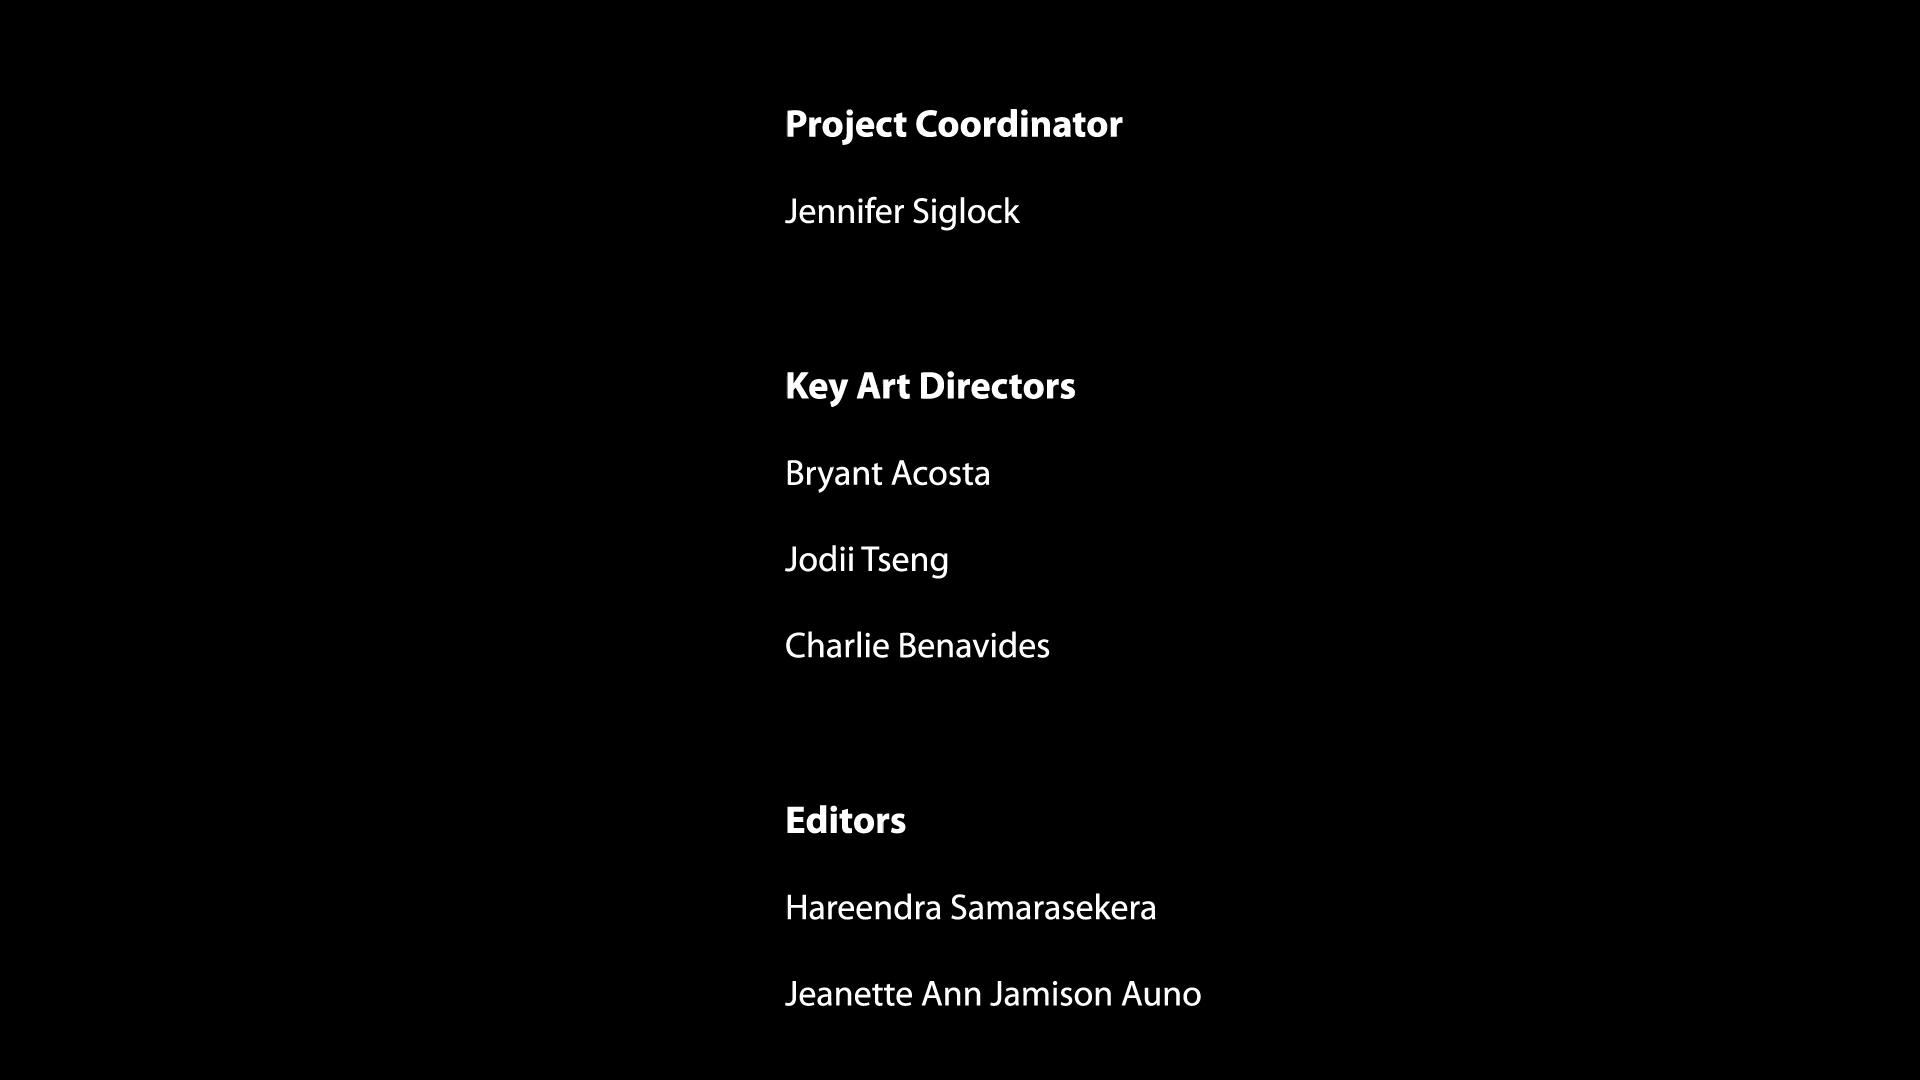 Project Coordinator
Jennifer Siglock
Key Art Directors
Bryant Acosta
Jodii Tseng
Charlie Benavides
Editors
Hareendra Samarasekera
Jeanette Ann Jamison Auno